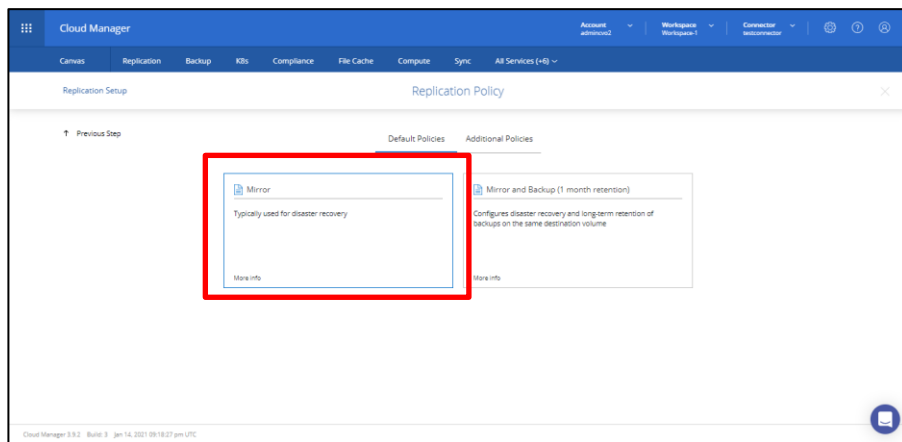 Cloud Manager
Account
admincvo2
Workspace
Workspace-1
Connector
testconnector
Canvas Replication Backup K8s Compliance File Cache Compute Sync All Services (+6)
Replication Setup
Replication Policy
Previous Step
Default Policies Additional Policies
Mirror
Typically used for disaster recovery
More info
Mirror and Backup (1 month retention)
Configures disaster recovery and long-term retention of
backups on the same destination volume
More info
Cloud Manager 3.9.2 Build: 3 Jan 14, 2021 09:18:27 pm UTC